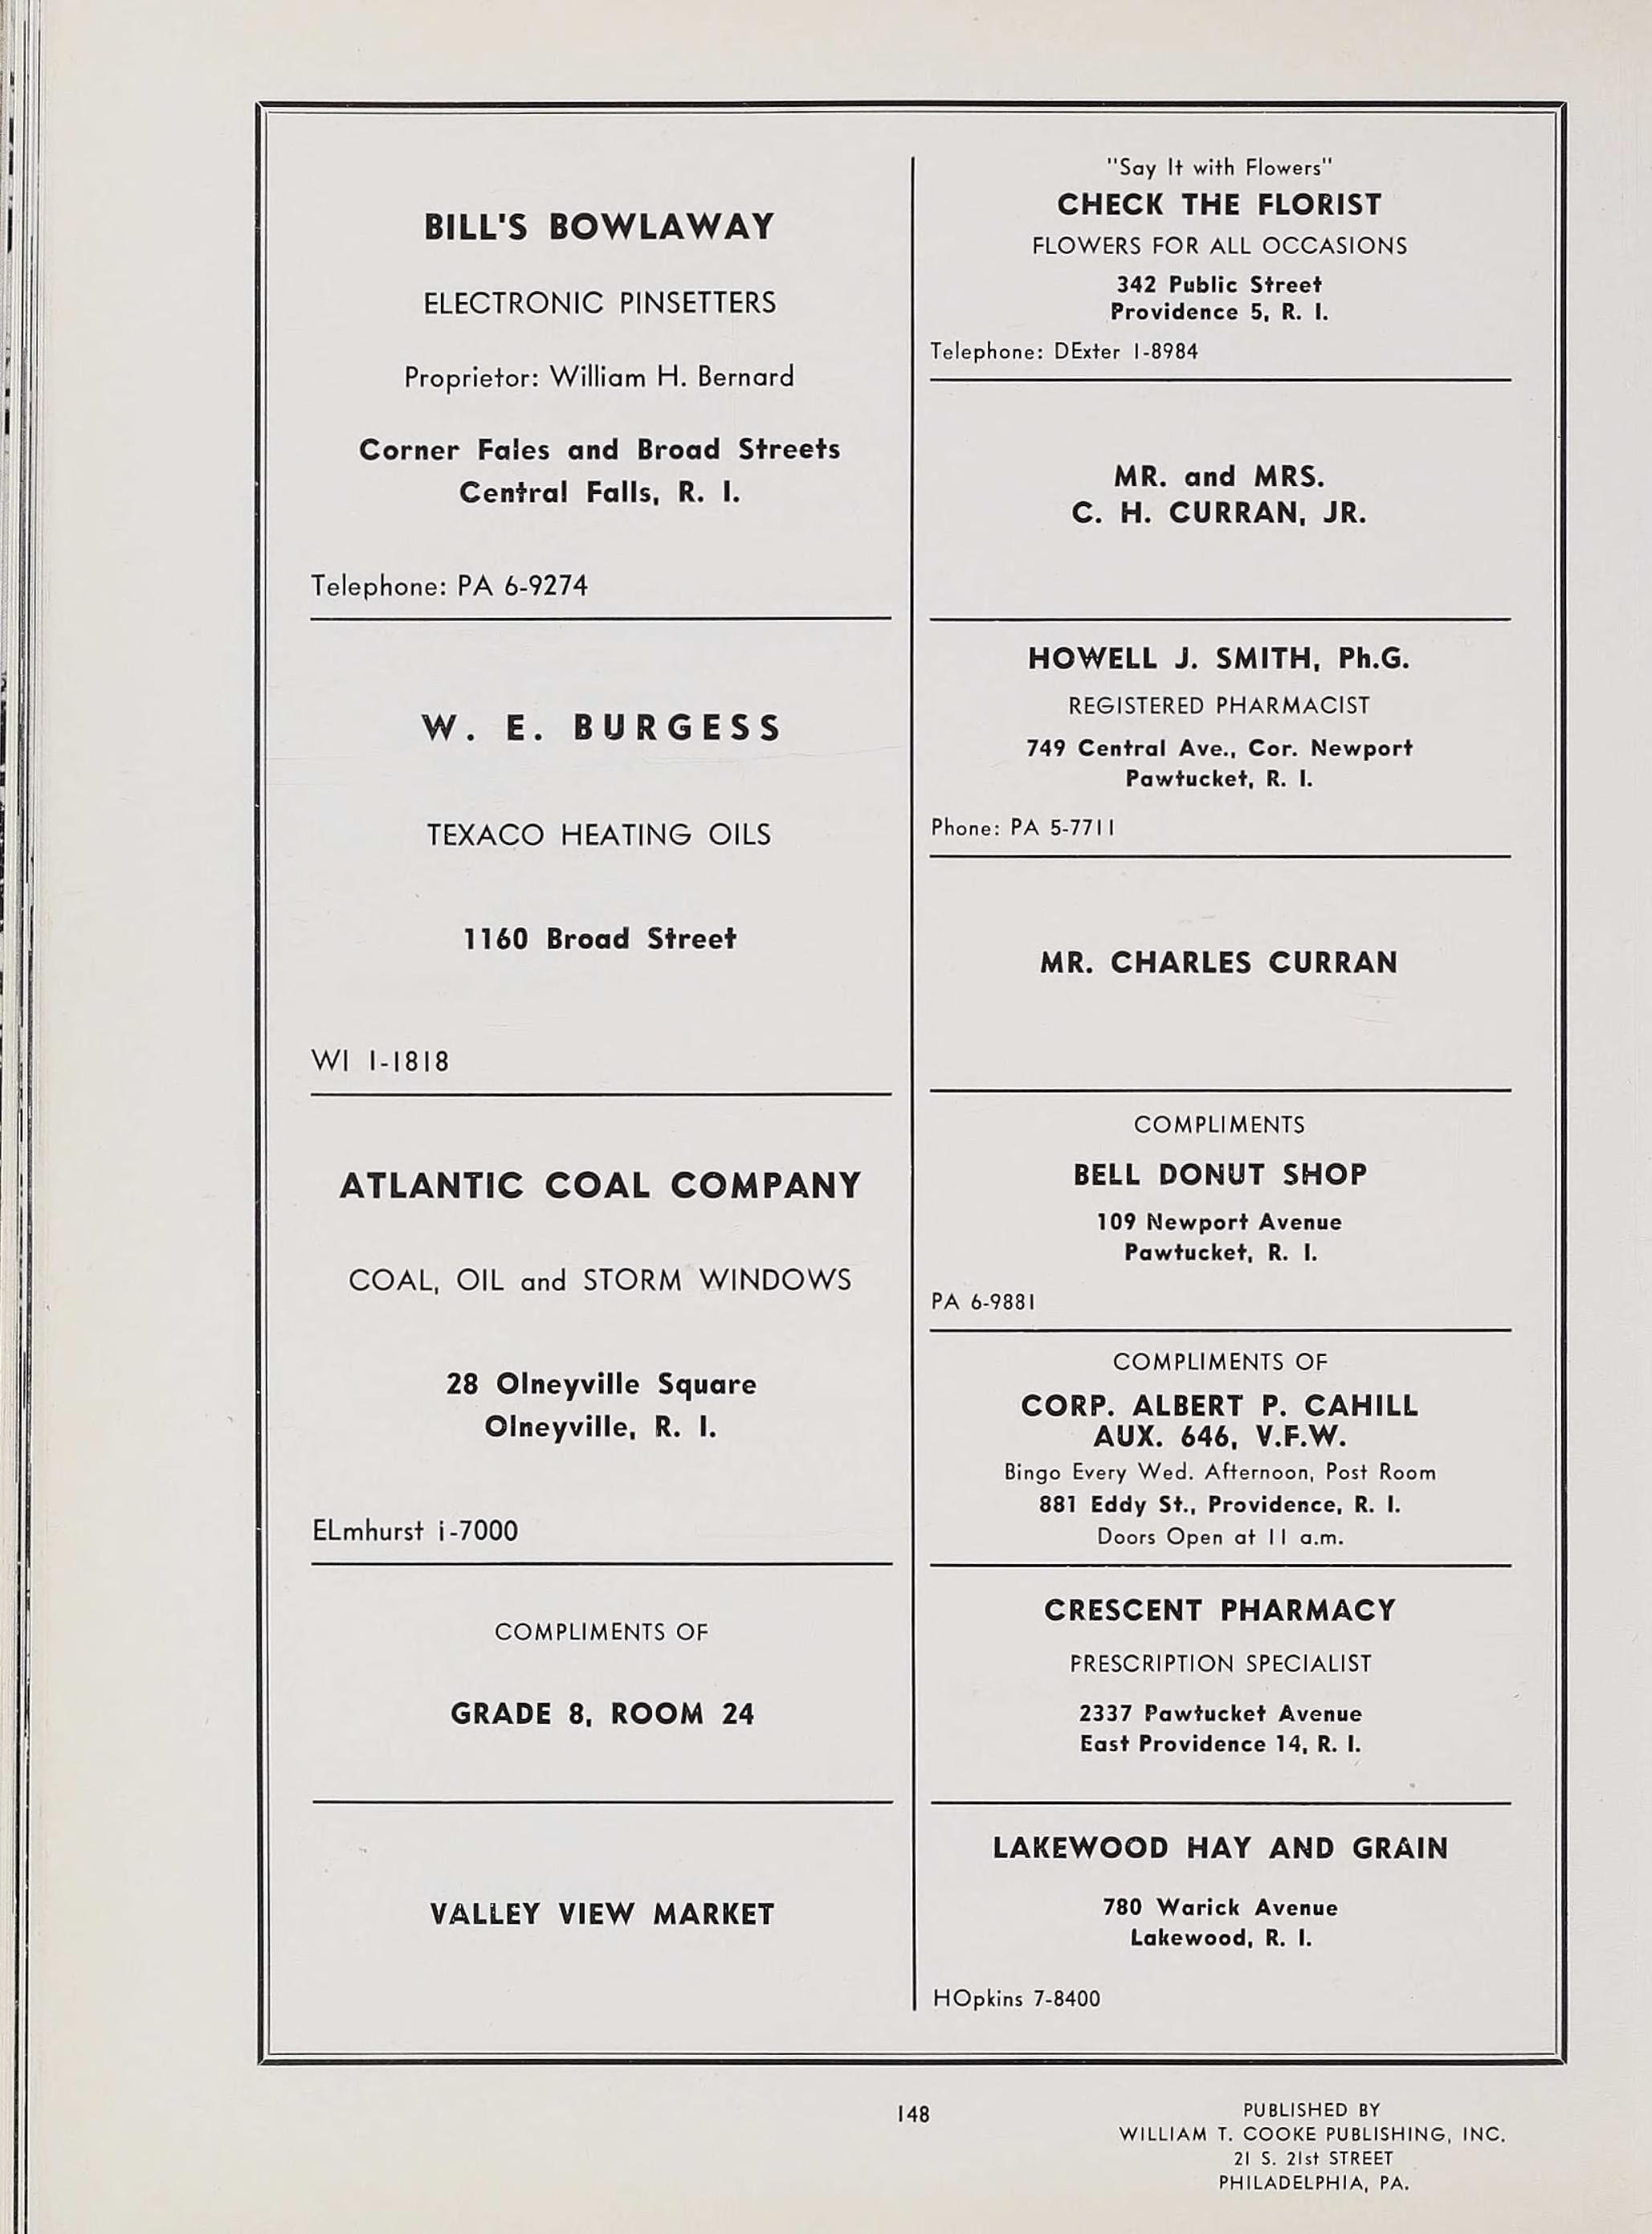 BILL'S BOWLAWAY
ELECTRONIC PINSETTERS
Proprietor: William H. Bernard
Corner Fales and Broad Streets
Central Falls, R. I.
Telephone: PA 6-9274
W. E. BURGESS
TEXACO HEATING OILS
1160 Broad Street
WI 1-1818
ATLANTIC COAL COMPANY
COAL, OIL and STORM WINDOWS
28 Olneyville Square
Olneyville, R. I.
ELmhurst i-7000
COMPLIMENTS OF
GRADE 8, ROOM 24
VALLEY VIEW MARKET
"Say It with Flowers"
CHECK THE FLORIST
FLOWERS FOR ALL OCCASIONS
342 Public Street
Providence 5, R. I.
Telephone: DExter 1-8984
MR. and MRS.
C. H. CURRAN, JR.
HOWELL J. SMITH, Ph.G.
REGISTERED PHARMACIST
749 Central Ave., Cor. Newport
Pawtucket, R. I.
Phone: PA 5-7711
MR. CHARLES CURRAN
COMPLIMENTS
BELL DONUT SHOP
109 Newport Avenue
Pawtucket, R. I.
PA 6-9881
COMPLIMENTS OF
CORP. ALBERT P. CAHILL
AUX. 646, V.F.W.
Bingo Every Wed. Afternoon, Post Room
881 Eddy St., Providence, R. I.
Doors Open at 11 a.m.
CRESCENT PHARMACY
PRESCRIPTION SPECIALIST
2337 Pawtucket Avenue
East Providence 14, R. I.
LAKEWOOD HAY AND GRAIN
780 Warick Avenue
Lakewood, R. I.
HOpkins 7-8400
148
PUBLISHED BY
WILLIAM T. COOKE PUBLISHING, INC.
21 S. 21st STREET
PHILADELPHIA, PA.